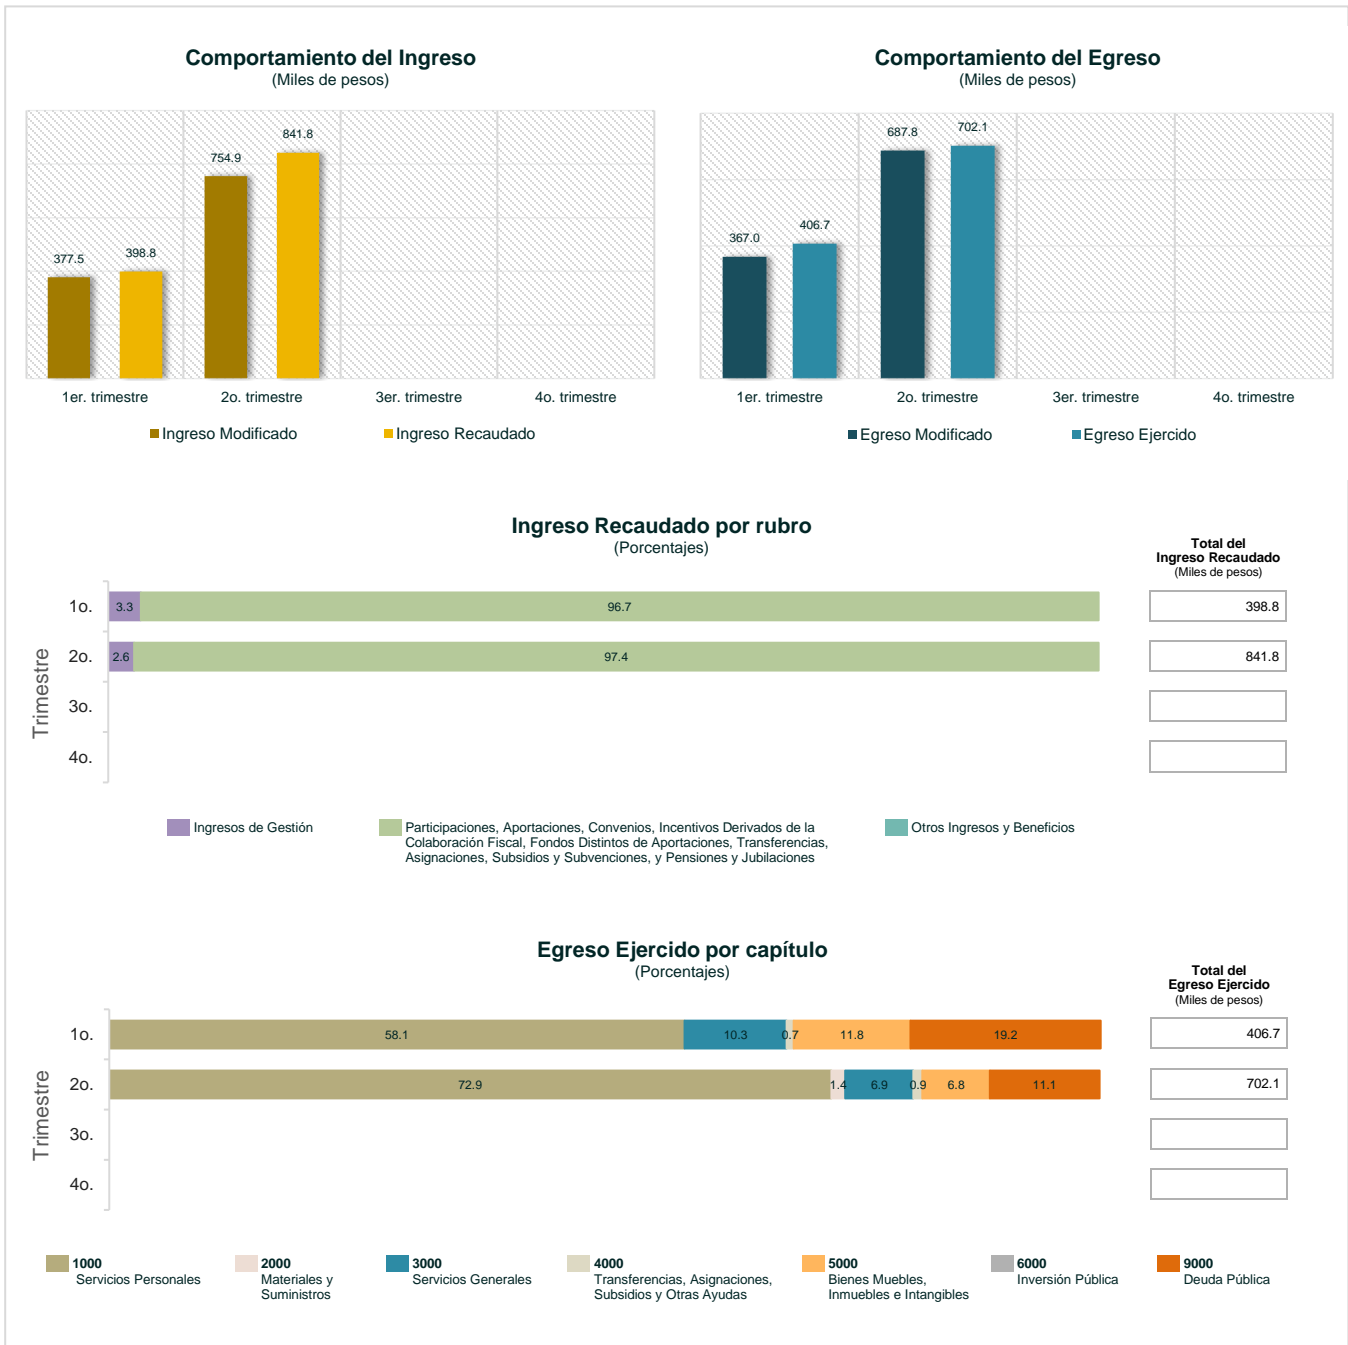 Comportamiento del Ingreso
(Miles de pesos)
377.5
398.8
754.9
841.8
1er. trimestre
2o. trimestre
3er. trimestre
4o. trimestre
Ingreso Modificado
Ingreso Recaudado
Comportamiento del Egreso
(Miles de pesos)
367.0
406.7
687.8
702.1
1er. trimestre
2o. trimestre
3er. trimestre
4o. trimestre
Egreso Modificado
Egreso Ejercido
Ingreso Recaudado por rubro
(Porcentajes)
Total del
Ingreso Recaudado
(Miles de pesos)
Trimestre
1o.
3.3
96.7
398.8
2o.
2.6
97.4
841.8
3o.
4o.
Ingresos de Gestión
Participaciones, Aportaciones, Convenios, Incentivos Derivados de la
Colaboración Fiscal, Fondos Distintos de Aportaciones, Transferencias,
Asignaciones, Subsidios y Subvenciones, y Pensiones y Jubilaciones
Otros Ingresos y Beneficios
Egreso Ejercido por capítulo
(Porcentajes)
Total del
Egreso Ejercido
(Miles de pesos)
Trimestre
1o.
58.1
10.3
0.7
11.8
19.2
406.7
2o.
72.9
1.4
6.9
0.9
6.8
11.1
702.1
3o.
4o.
1000
Servicios Personales
2000
Materiales y
Suministros
3000
Servicios Generales
4000
Transferencias, Asignaciones,
Subsidios y Otras Ayudas
5000
Bienes Muebles,
Inmuebles e Intangibles
6000
Inversión Pública
9000
Deuda Pública